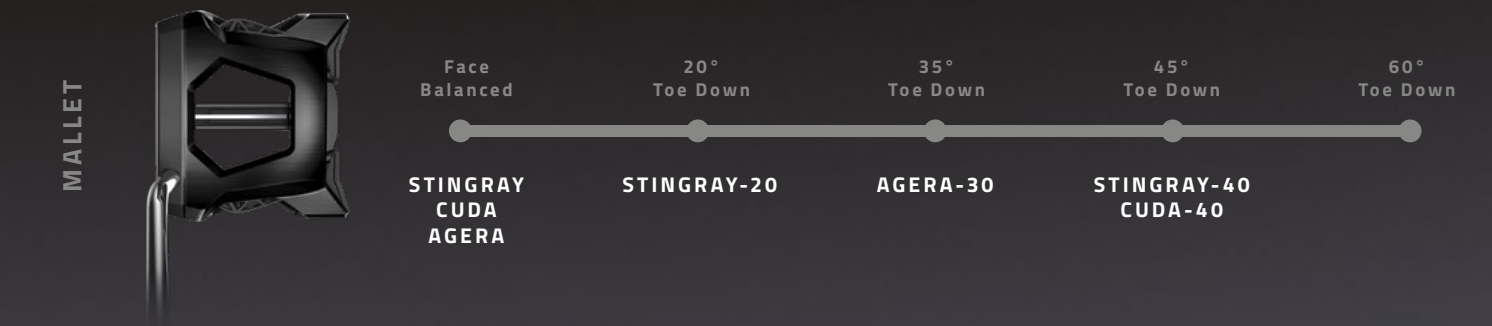 MALLET
Face
Balanced
20°
Toe Down
35°
Toe Down
45°
Toe Down
60°
Toe Down
STINGRAY
CUDA
AGERA
STINGRAY-20
AGERA-30
STINGRAY-40
CUDA-40